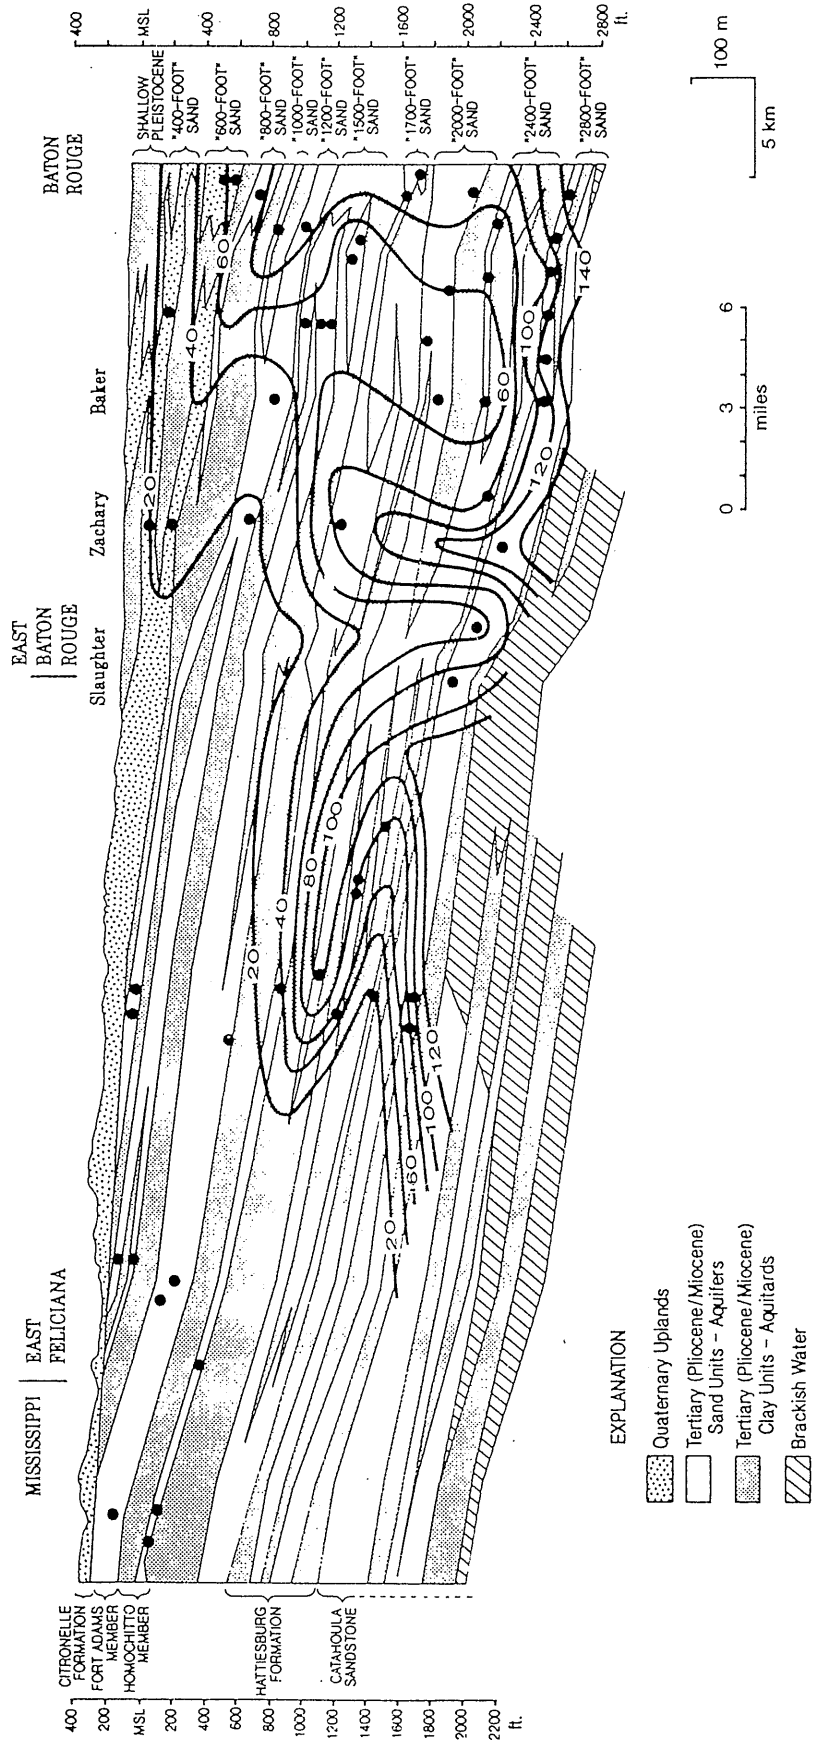 MISSISSIPPI
EAST
FELICIANA
EAST
BATON
ROUGE
Slaughter
Zachary
Baker
BATON
ROUGE
400
200
MSL
200
400
600
800
1000
1200
1400
1600
1800
2000
2200
ft.
CITRONELLE
FORMATION
FORT ADAMS
MEMBER
HOMOCHITTO
MEMBER
HATTIESBURG
FORMATION
CATAHOULA
SANDSTONE
400
MSL
400
800
1200
1600
2000
2400
2800
ft.
SHALLOW
PLEISTOCENE
"400-FOOT"
SAND
"600-FOOT"
SAND
"800-FOOT"
SAND
"1000-FOOT"
SAND
"1200-FOOT"
SAND
"1500-FOOT"
SAND
"1700-FOOT"
SAND
"2000-FOOT"
SAND
"2400-FOOT"
SAND
"2800-FOOT"
SAND
20
40
60
20
40
80
100
60
100
120
140
20
60
100
120
EXPLANATION
Quaternary Uplands
Tertiary (Pliocene/Miocene)
Sand Units - Aquifers
Tertiary (Pliocene/Miocene)
Clay Units - Aquitards
Brackish Water
0
3
6
miles
100 m
5 km